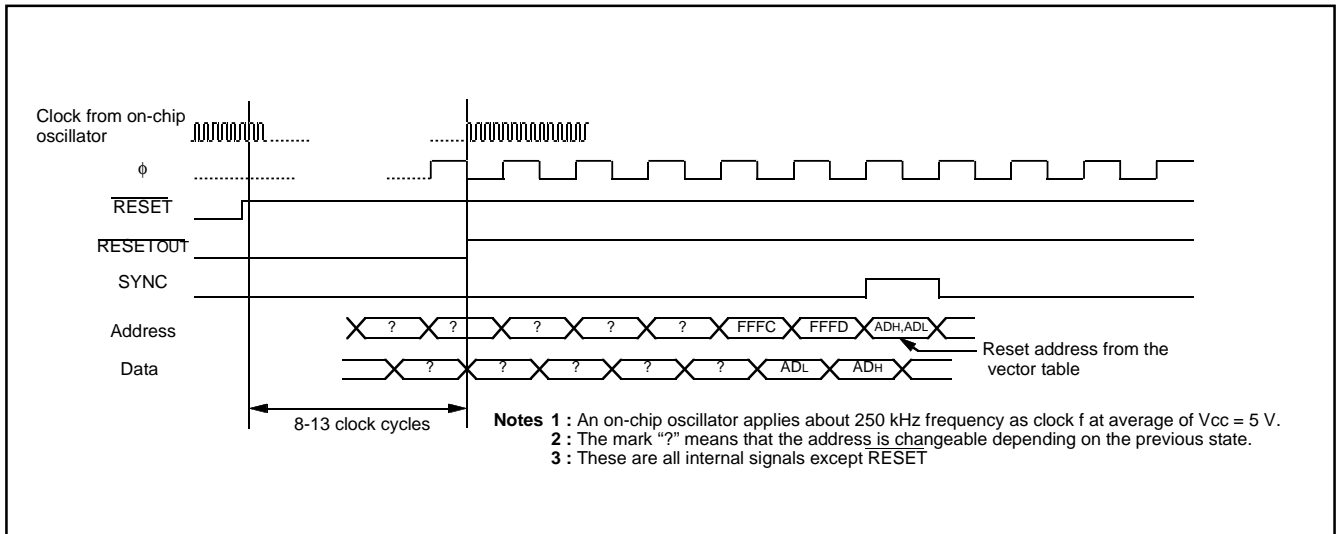 Clock from on-chip
oscillator
ϕ
RESET
RESETOUT
SYNC
Address
? ? ? ? ? FFFC FFFD ADH,ADL
Reset address from the
vector table
Data
? ? ? ? ? ADL ADH
8-13 clock cycles
Notes 1 : An on-chip oscillator applies about 250 kHz frequency as clock f at average of Vcc = 5 V.
2 : The mark “?” means that the address is changeable depending on the previous state.
3 : These are all internal signals except RESET